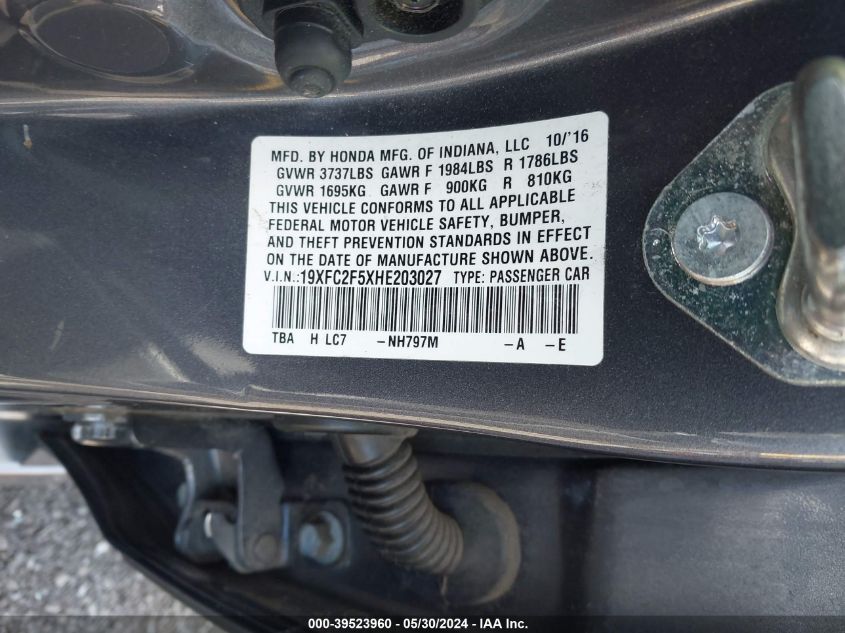 MFD. BY HONDA MFG. OF INDIANA, LLC 10/'16
GVWR 3737LBS GAWR F 1984LBS R 1786LBS
GVWR 1695KG GAWR F 900KG R 810KG
THIS VEHICLE CONFORMS TO ALL APPLICABLE
FEDERAL MOTOR VEHICLE SAFETY, BUMPER,
AND THEFT PREVENTION STANDARDS IN EFFECT
ON THE DATE OF MANUFACTURE SHOWN ABOVE.
V.I.N.:19XFC2F5XHE203027 TYPE: PASSENGER CAR
TBA H LC7 -NH797M -A -E
000-39523960 - 05/30/2024 - IAA Inc.